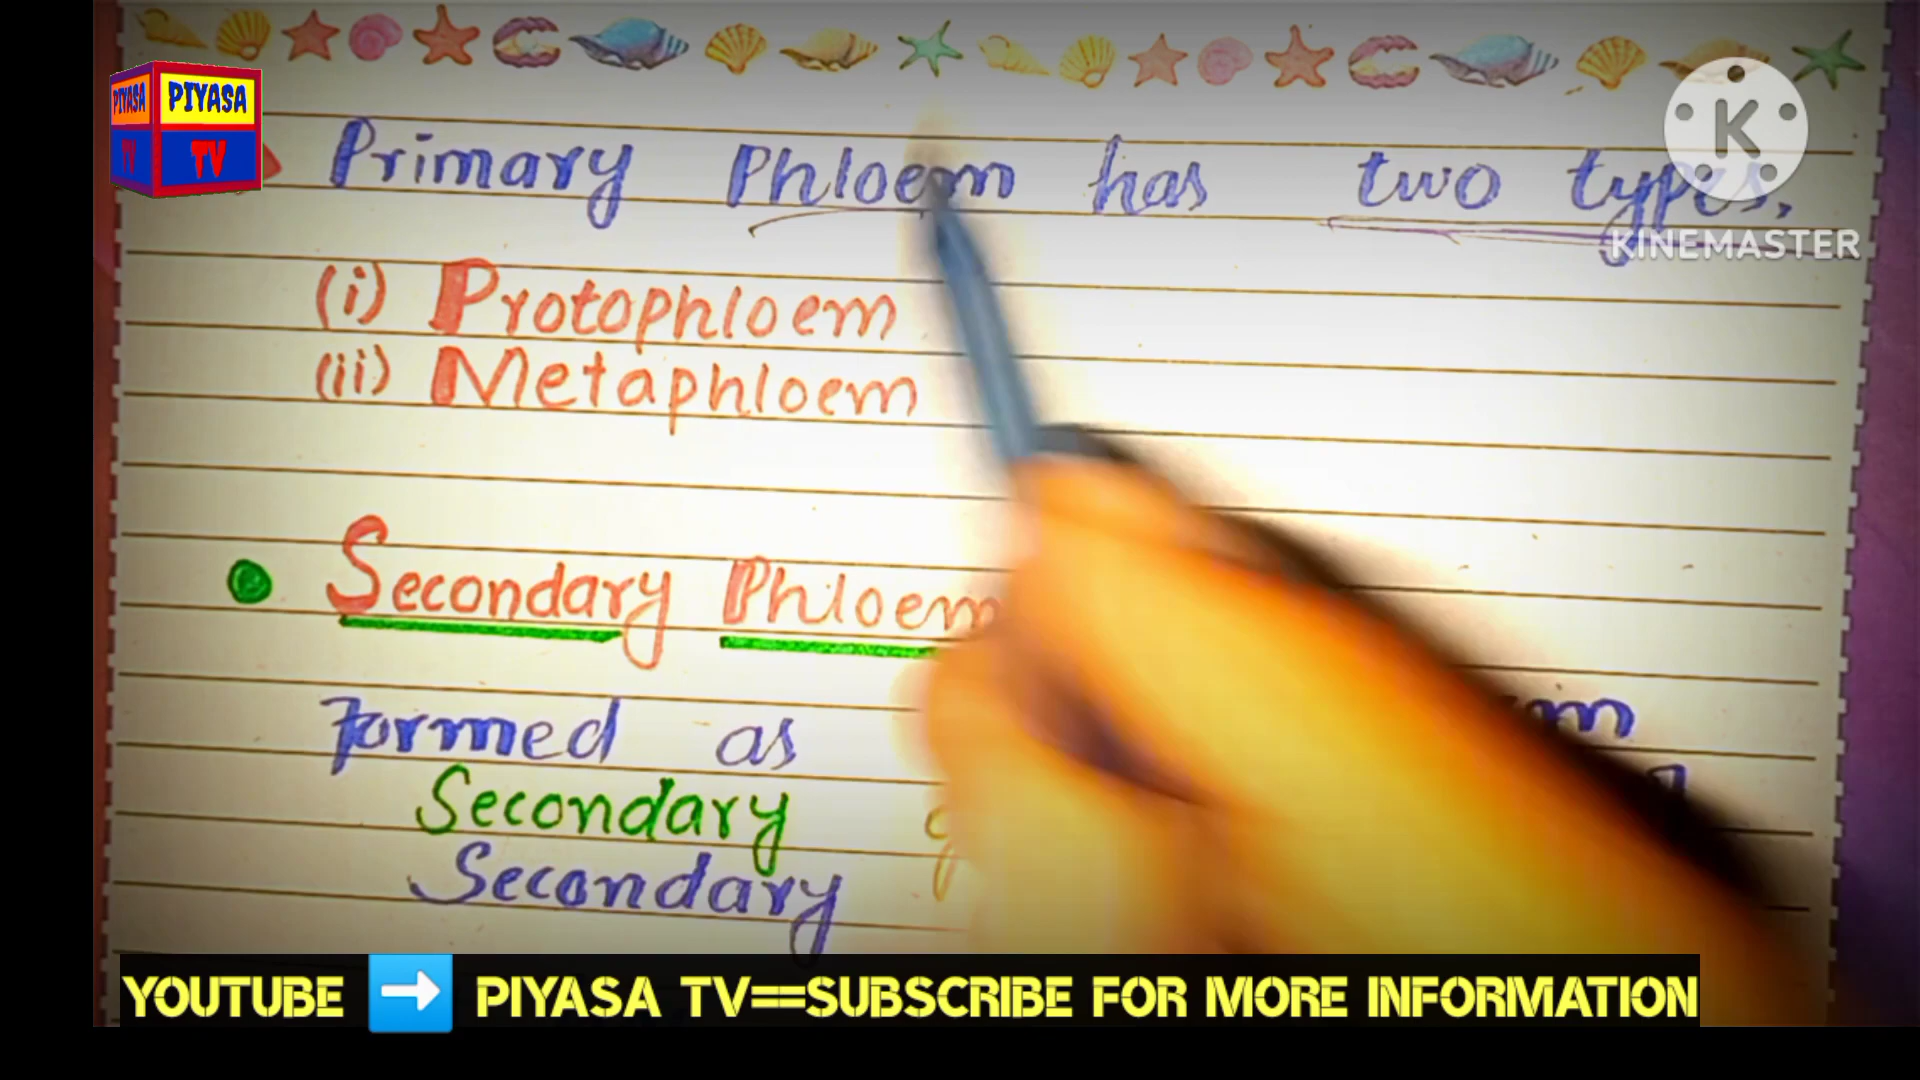 PIYASA PIYASA
TV TV
Primary Phloem has two types.
K
KINEMASTER
(i) Protophloem
(ii) Metaphloem
Secondary Phloem
Formed as
Secondary
Secondary
YOUTUBE ➡ PIYASA TV==SUBSCRIBE FOR MORE INFORMATION